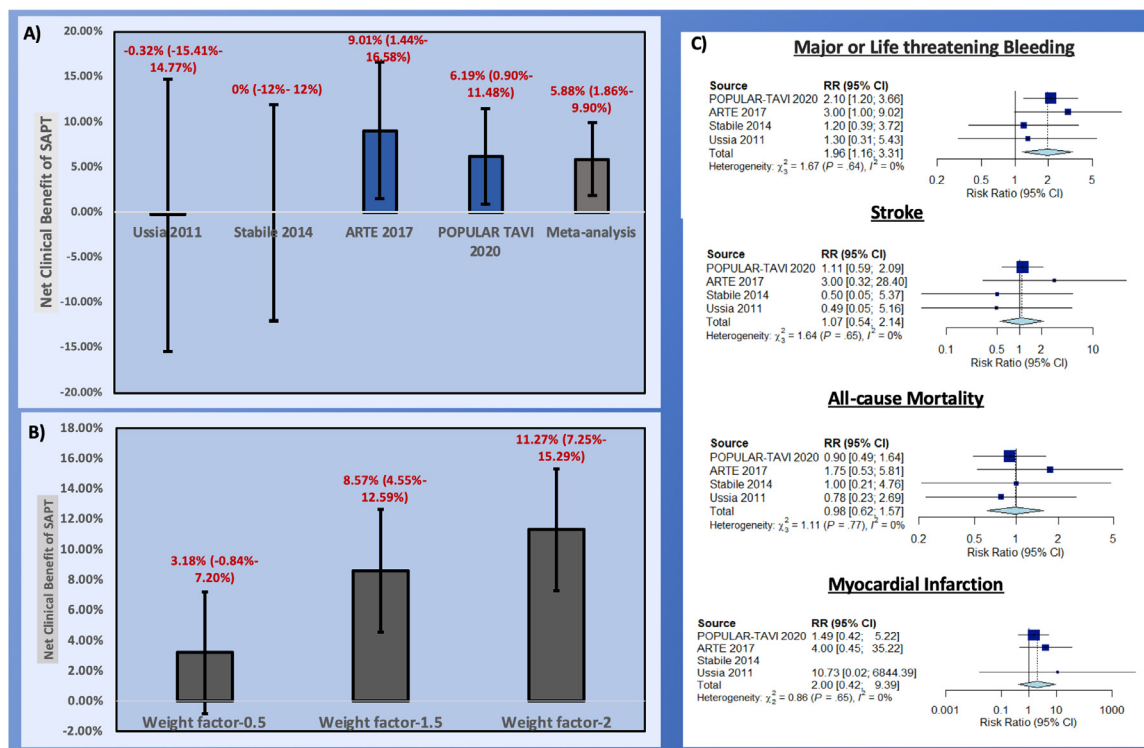 A)
Net Clinical Benefit of SAPT
20.00%
15.00%
10.00%
5.00%
0.00%
-5.00%
-10.00%
-15.00%
-20.00%
-0.32% (-15.41%-
14.77%)
0% (-12%- 12%)
9.01% (1.44%-
16.58%)
6.19% (0.90%-
11.48%)
5.88% (1.86%-
9.90%)
Ussia 2011
Stabile 2014
ARTE 2017
POPULAR TAVI
2020
Meta-analysis
B)
Net Clinical Benefit of SAPT
18.00%
16.00%
14.00%
12.00%
10.00%
8.00%
6.00%
4.00%
2.00%
0.00%
-2.00%
3.18% (-0.84%-
7.20%)
8.57% (4.55%-
12.59%)
11.27% (7.25%-
15.29%)
Weight factor-0.5
Weight factor-1.5
Weight factor-2
C)
Major or Life threatening Bleeding
Source RR (95% CI)
POPULAR-TAVI 2020 2.10 [1.20; 3.66]
ARTE 2017 3.00 [1.00; 9.02]
Stabile 2014 1.20 [0.39; 3.72]
Ussia 2011 1.30 [0.31; 5.43]
Total 1.96 [1.16; 3.31]
Heterogeneity: χ²₃ = 1.67 (P = .64), I² = 0%
0.2 0.5 1 2 5
Risk Ratio (95% CI)
Stroke
Source RR (95% CI)
POPULAR-TAVI 2020 1.11 [0.59; 2.09]
ARTE 2017 3.00 [0.32; 28.40]
Stabile 2014 0.50 [0.05; 5.37]
Ussia 2011 0.49 [0.05; 5.16]
Total 1.07 [0.54; 2.14]
Heterogeneity: χ²₃ = 1.64 (P = .65), I² = 0%
0.1 0.5 1 2 10
Risk Ratio (95% CI)
All-cause Mortality
Source RR (95% CI)
POPULAR-TAVI 2020 0.90 [0.49; 1.64]
ARTE 2017 1.75 [0.53; 5.81]
Stabile 2014 1.00 [0.21; 4.76]
Ussia 2011 0.78 [0.23; 2.69]
Total 0.98 [0.62; 1.57]
Heterogeneity: χ²₃ = 1.11 (P = .77), I² = 0%
0.2 0.5 1 2 5
Risk Ratio (95% CI)
Myocardial Infarction
Source RR (95% CI)
POPULAR-TAVI 2020 1.49 [0.42; 5.22]
ARTE 2017 4.00 [0.45; 35.22]
Stabile 2014
Ussia 2011 10.73 [0.02; 6844.39]
Total 2.00 [0.42; 9.39]
Heterogeneity: χ²₂ = 0.86 (P = .65), I² = 0%
0.001 0.1 1 10 1000
Risk Ratio (95% CI)